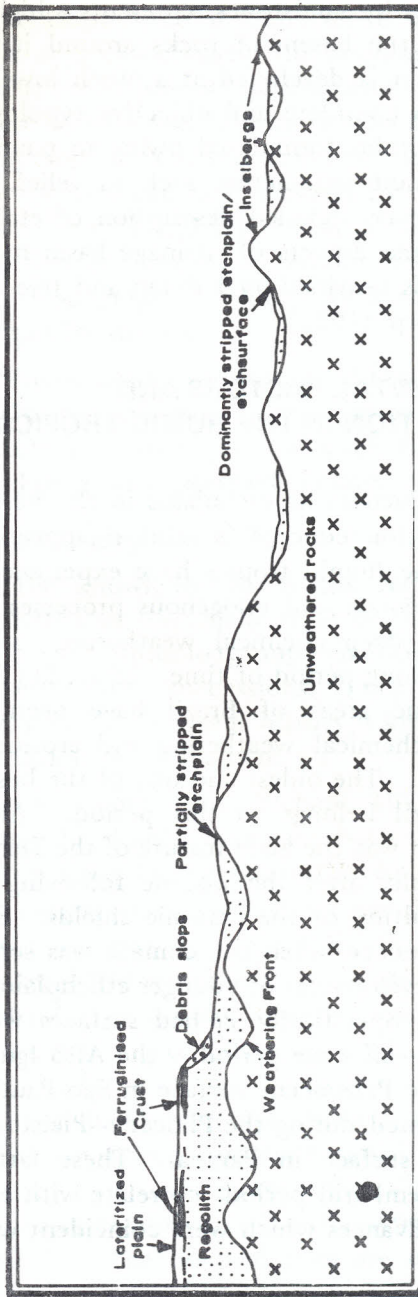 Lateritized
plain
Ferruginised
Crust
Debris slope
Partially stripped
etchplain
Dominantly stripped etchplain/
etchsurface
Inselbergs
Regolith
Weathering Front
Unweathered rocks